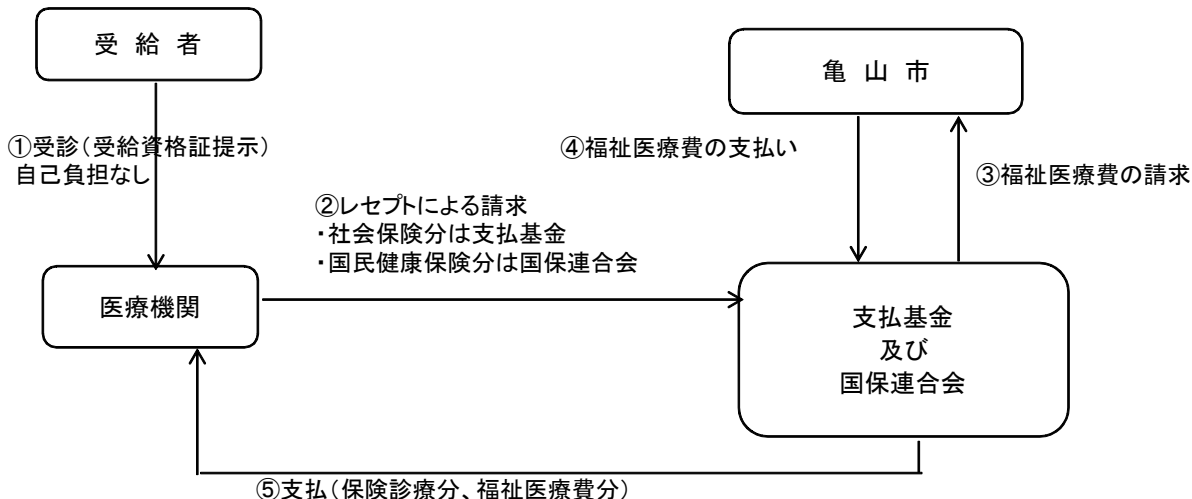 受 給 者
亀 山 市
①受診(受給資格証提示)
自己負担なし
④福祉医療費の支払い
③福祉医療費の請求
②レセプトによる請求
・社会保険分は支払基金
・国民健康保険分は国保連合会
医療機関
支払基金
及び
国保連合会
⑤支払(保険診療分、福祉医療費分)